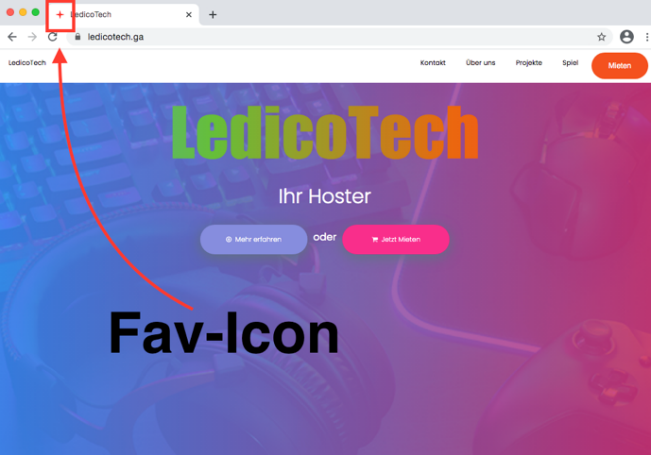 LedicoTech
ledicotech.ga
LedicoTech Kontakt Über uns Projekte Spiel Mieten
LedicoTech
Ihr Hoster
Mehr erfahren oder Jetzt Mieten
Fav-Icon